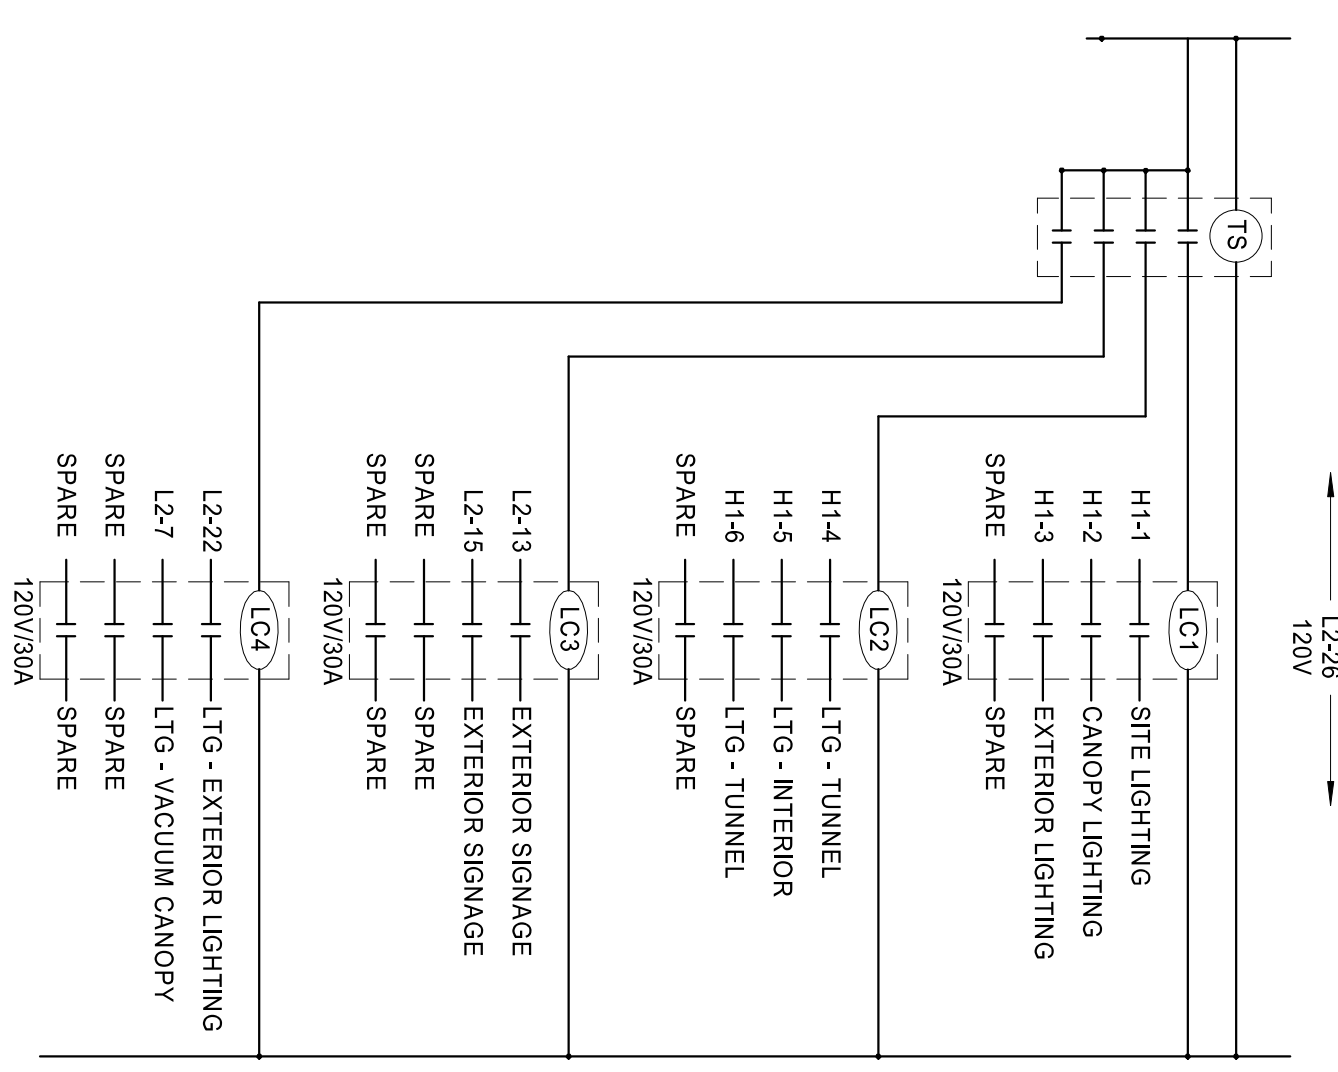 L2-26
120V
TS
LC1
H1-1 SITE LIGHTING
H1-2 CANOPY LIGHTING
H1-3 EXTERIOR LIGHTING
SPARE SPARE
120V/30A
LC2
H1-4 LTG - TUNNEL
H1-5 LTG - INTERIOR
H1-6 LTG - TUNNEL
SPARE SPARE
120V/30A
LC3
L2-13 EXTERIOR SIGNAGE
L2-15 EXTERIOR SIGNAGE
SPARE SPARE
SPARE SPARE
120V/30A
LC4
L2-22 LTG - EXTERIOR LIGHTING
L2-7 LTG - VACUUM CANOPY
SPARE SPARE
SPARE SPARE
120V/30A